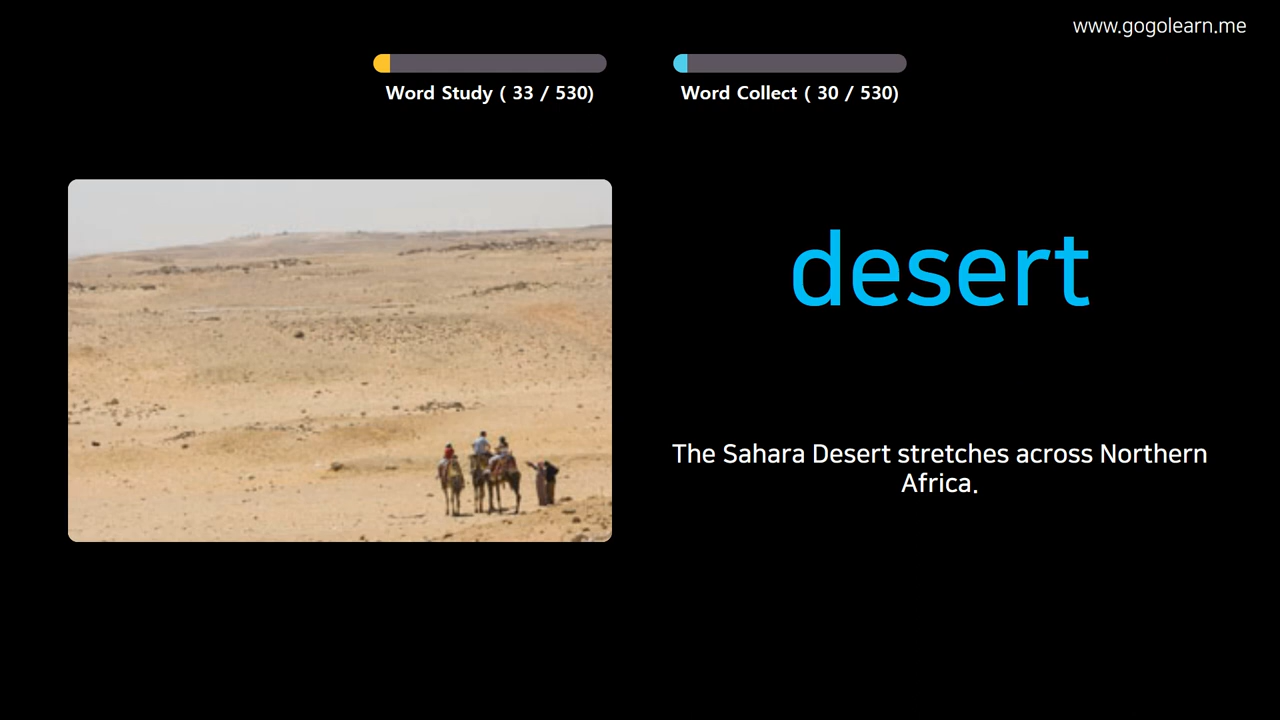 www.gogolearn.me
Word Study ( 33 / 530)
Word Collect ( 30 / 530)
desert
The Sahara Desert stretches across Northern
Africa.